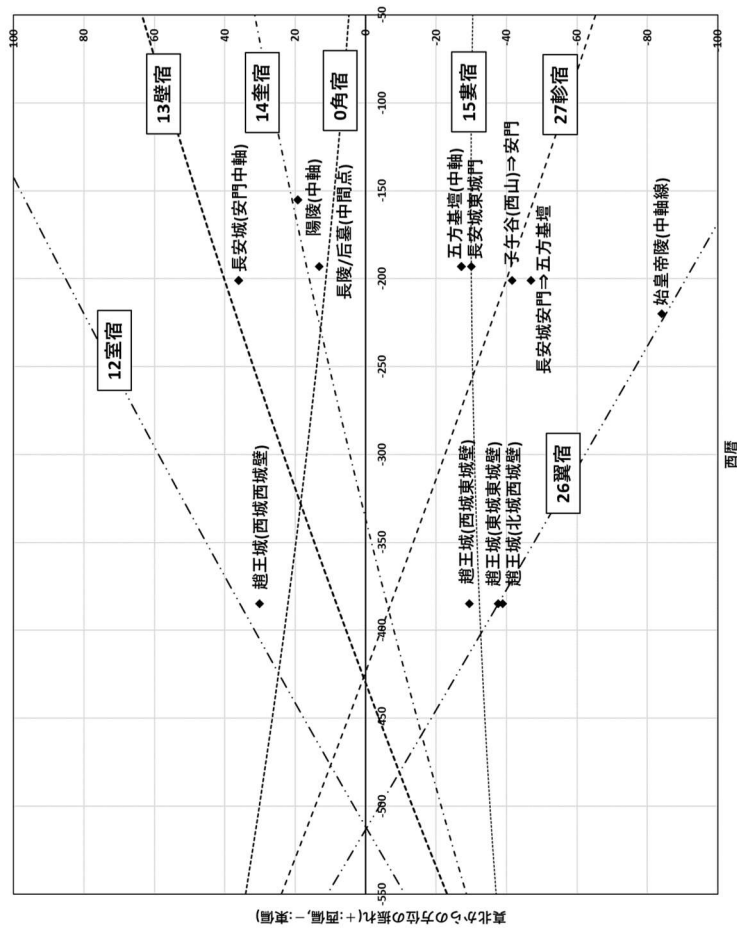 真北からの方位の振れ(＋:西偏,－:東偏)
100
80
60
40
20
0
-20
-40
-60
-80
-100
-550
-500
-450
-400
-350
-300
-250
-200
-150
-100
-50
西暦
12室宿
13壁宿
14奎宿
0角宿
15婁宿
27軫宿
26翼宿
趙王城(西城西城壁)
長安城(安門中軸)
陽陵(中軸)
長陵/后墓(中間点)
五方基壇(中軸)
長安城東城門
子午谷(西山)⇒安門
長安城安門⇒五方基壇
始皇帝陵(中軸線)
趙王城(西城東城壁)
趙王城(東城東城壁)
趙王城(北城西城壁)